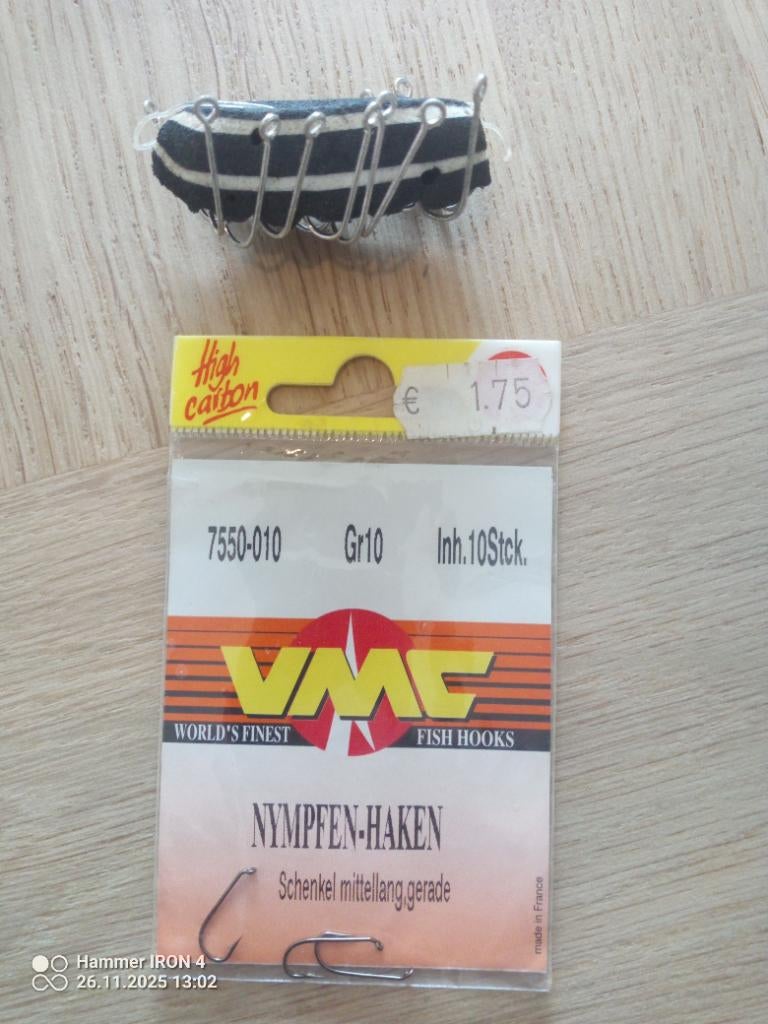 High
carbon
€ 1.75
7550-010 Gr10 Inh.10Stck.
VMC
WORLD'S FINEST FISH HOOKS
NYMPFEN-HAKEN
Schenkel mittellang,gerade
made in France
Hammer IRON 4
26.11.2025 13:02